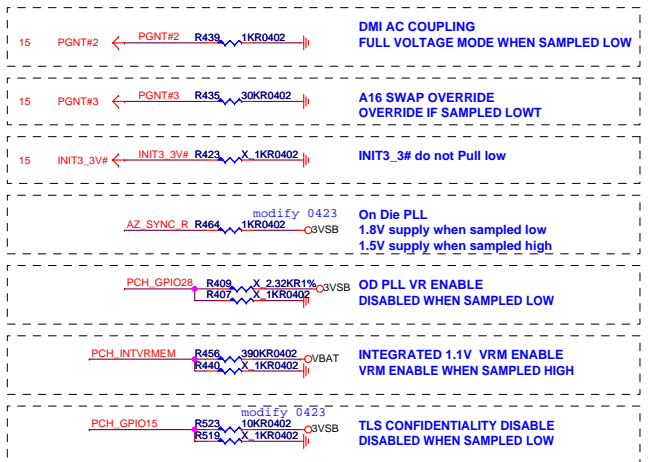 15 PGNT#2 PGNT#2 R439 1KR0402 DMI AC COUPLING
FULL VOLTAGE MODE WHEN SAMPLED LOW
15 PGNT#3 PGNT#3 R435 30KR0402 A16 SWAP OVERRIDE
OVERRIDE IF SAMPLED LOWT
15 INIT3_3V# INIT3_3V# R423 X_1KR0402 INIT3_3# do not Pull low
modify 0423 On Die PLL
AZ_SYNC_R R464 1KR0402 3VSB 1.8V supply when sampled low
1.5V supply when sampled high
PCH_GPIO28 R409 X_2.32KR1% 3VSB OD PLL VR ENABLE
R407 X_1KR0402 DISABLED WHEN SAMPLED LOW
PCH_INTVRMEM R456 390KR0402 VBAT INTEGRATED 1.1V VRM ENABLE
R440 X_1KR0402 VRM ENABLE WHEN SAMPLED HIGH
modify 0423
PCH_GPIO15 R523 10KR0402 3VSB TLS CONFIDENTIALITY DISABLE
R519 X_1KR0402 DISABLED WHEN SAMPLED LOW